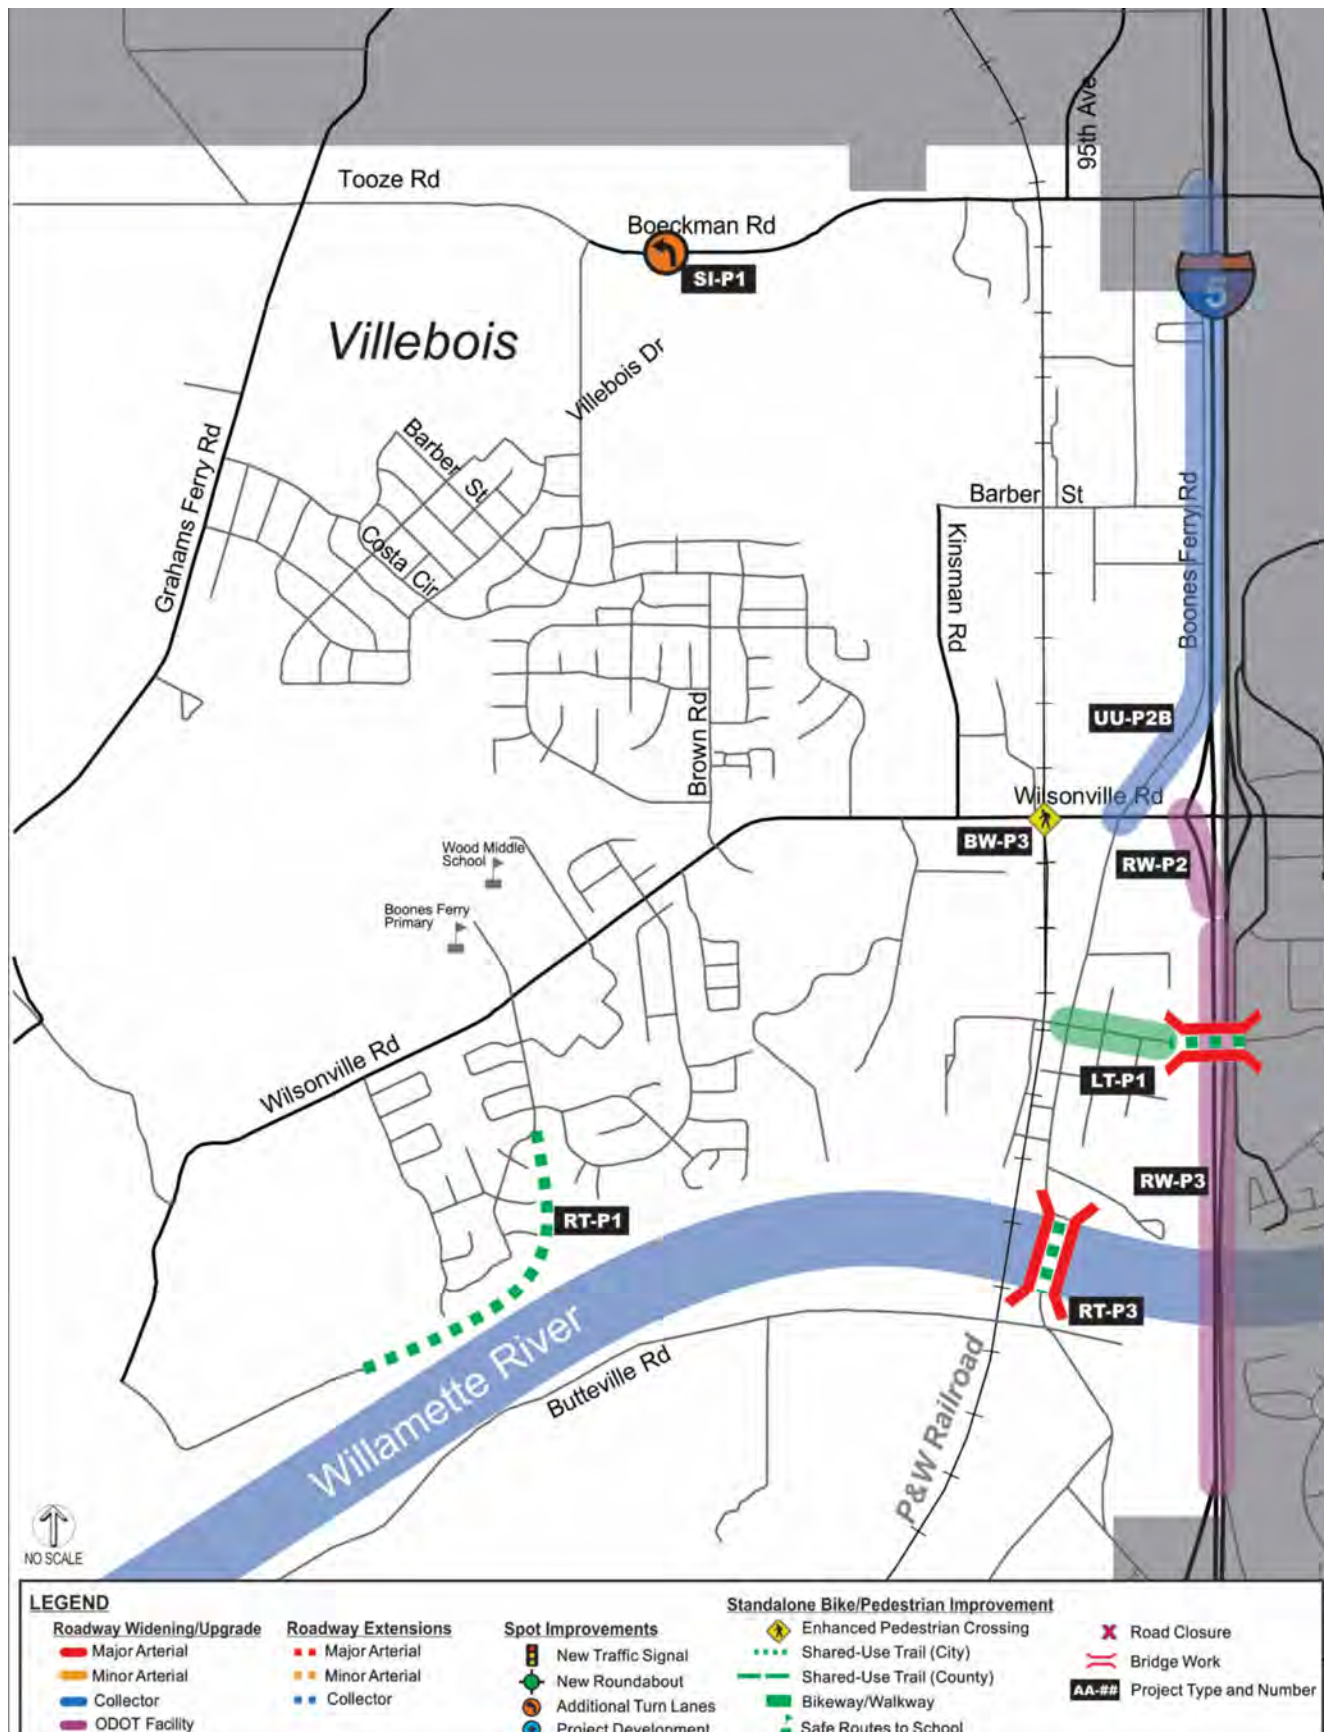 95th Ave
Tooze Rd
Boeckman Rd
SI-P1
5
Villebois
Villebois Dr
Barber St
Grahams Ferry Rd
Costa Cir
Barber St
Kinsman Rd
Boones Ferry Rd
Brown Rd
UU-P2B
Wilsonville Rd
BW-P3
RW-P2
Wood Middle
School
Boones Ferry
Primary
Wilsonville Rd
LT-P1
RW-P3
RT-P1
RT-P3
Willamette River
Butteville Rd
P&W Railroad
NO SCALE
LEGEND
Roadway Widening/Upgrade
Major Arterial
Minor Arterial
Collector
ODOT Facility
Roadway Extensions
Major Arterial
Minor Arterial
Collector
Spot Improvements
New Traffic Signal
New Roundabout
Additional Turn Lanes
Project Development
Standalone Bike/Pedestrian Improvement
Enhanced Pedestrian Crossing
Shared-Use Trail (City)
Shared-Use Trail (County)
Bikeway/Walkway
Safe Routes to School
Road Closure
Bridge Work
AA-## Project Type and Number